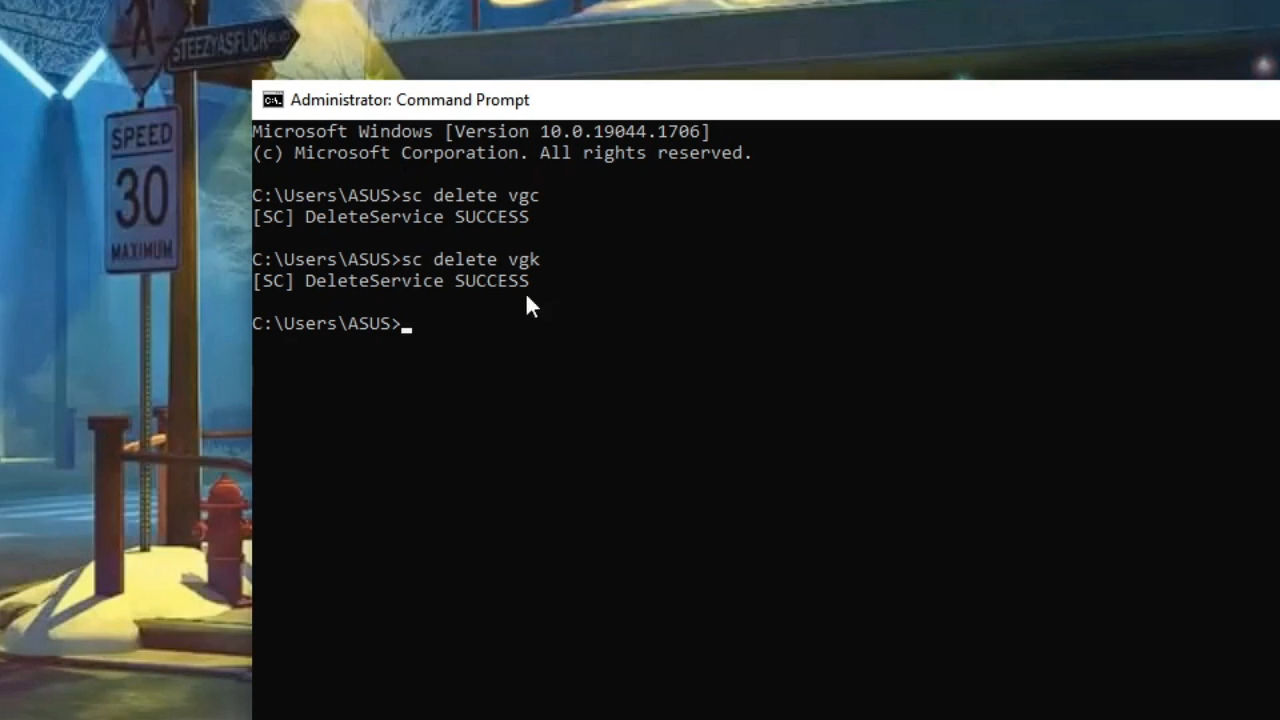 STEEZYASFUCK BLVD
SPEED
30
MAXIMUM
Administrator: Command Prompt
Microsoft Windows [Version 10.0.19044.1706]
(c) Microsoft Corporation. All rights reserved.
C:\Users\ASUS>sc delete vgc
[SC] DeleteService SUCCESS
C:\Users\ASUS>sc delete vgk
[SC] DeleteService SUCCESS
C:\Users\ASUS>